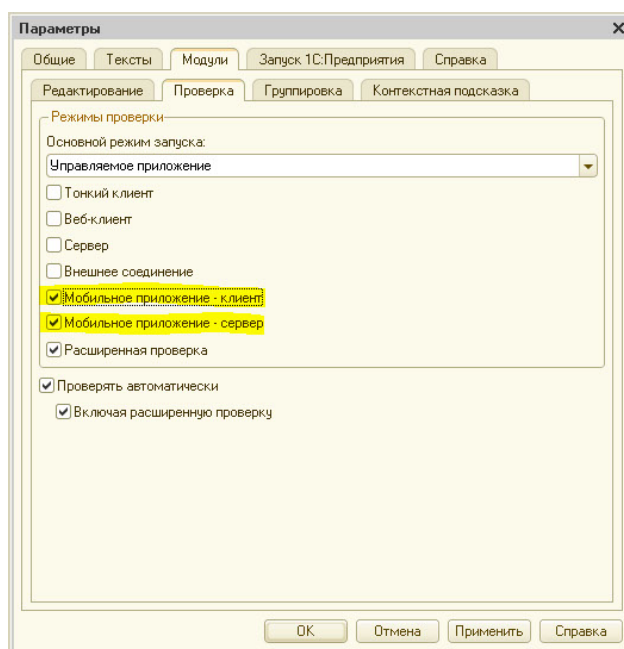 Параметры
Общие Тексты Модули Запуск 1С:Предприятия Справка
Редактирование Проверка Группировка Контекстная подсказка
Режимы проверки
Основной режим запуска:
Управляемое приложение
Тонкий клиент
Веб-клиент
Сервер
Внешнее соединение
Мобильное приложение - клиент
Мобильное приложение - сервер
Расширенная проверка
Проверять автоматически
Включая расширенную проверку
OK Отмена Применить Справка